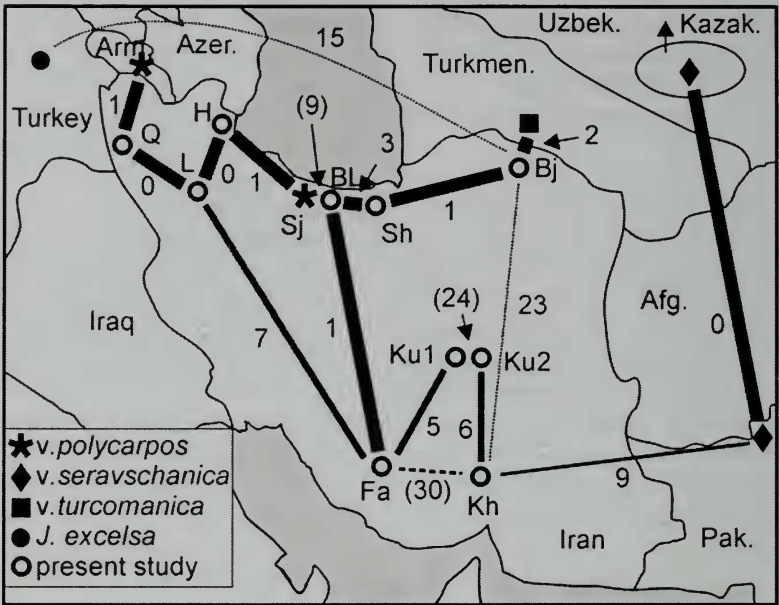 Uzbek. Kazak.
Arm. Azer.
15
Turkmen.
Turkey
1
Q
H
(9)
3
2
0
L
0
1
BL
Bj
Sj
Sh
1
Iraq
7
1
(24)
23
Afg.
0
Ku1
Ku2
5
6
Fa
(30)
Kh
9
Iran
Pak.
v.polycarpos
v.seravschanica
v.turcomanica
J. excelsa
present study